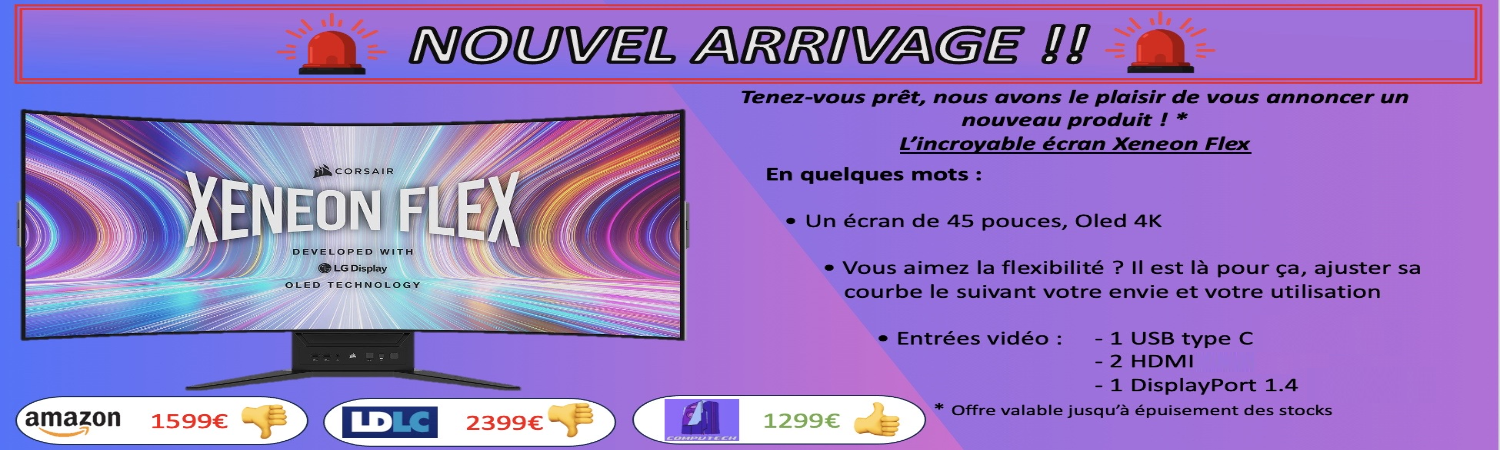 NOUVEL ARRIVAGE !!
Tenez-vous prêt, nous avons le plaisir de vous annoncer un
nouveau produit ! *
L'incroyable écran Xeneon Flex
En quelques mots :
• Un écran de 45 pouces, Oled 4K
• Vous aimez la flexibilité ? Il est là pour ça, ajuster sa
courbe le suivant votre envie et votre utilisation
• Entrées vidéo : - 1 USB type C
- 2 HDMI
- 1 DisplayPort 1.4
* Offre valable jusqu'à épuisement des stocks
CORSAIR
XENEON FLEX
DEVELOPED WITH
LG Display
OLED TECHNOLOGY
amazon 1599€
LDLC 2399€
COMPUTECH 1299€